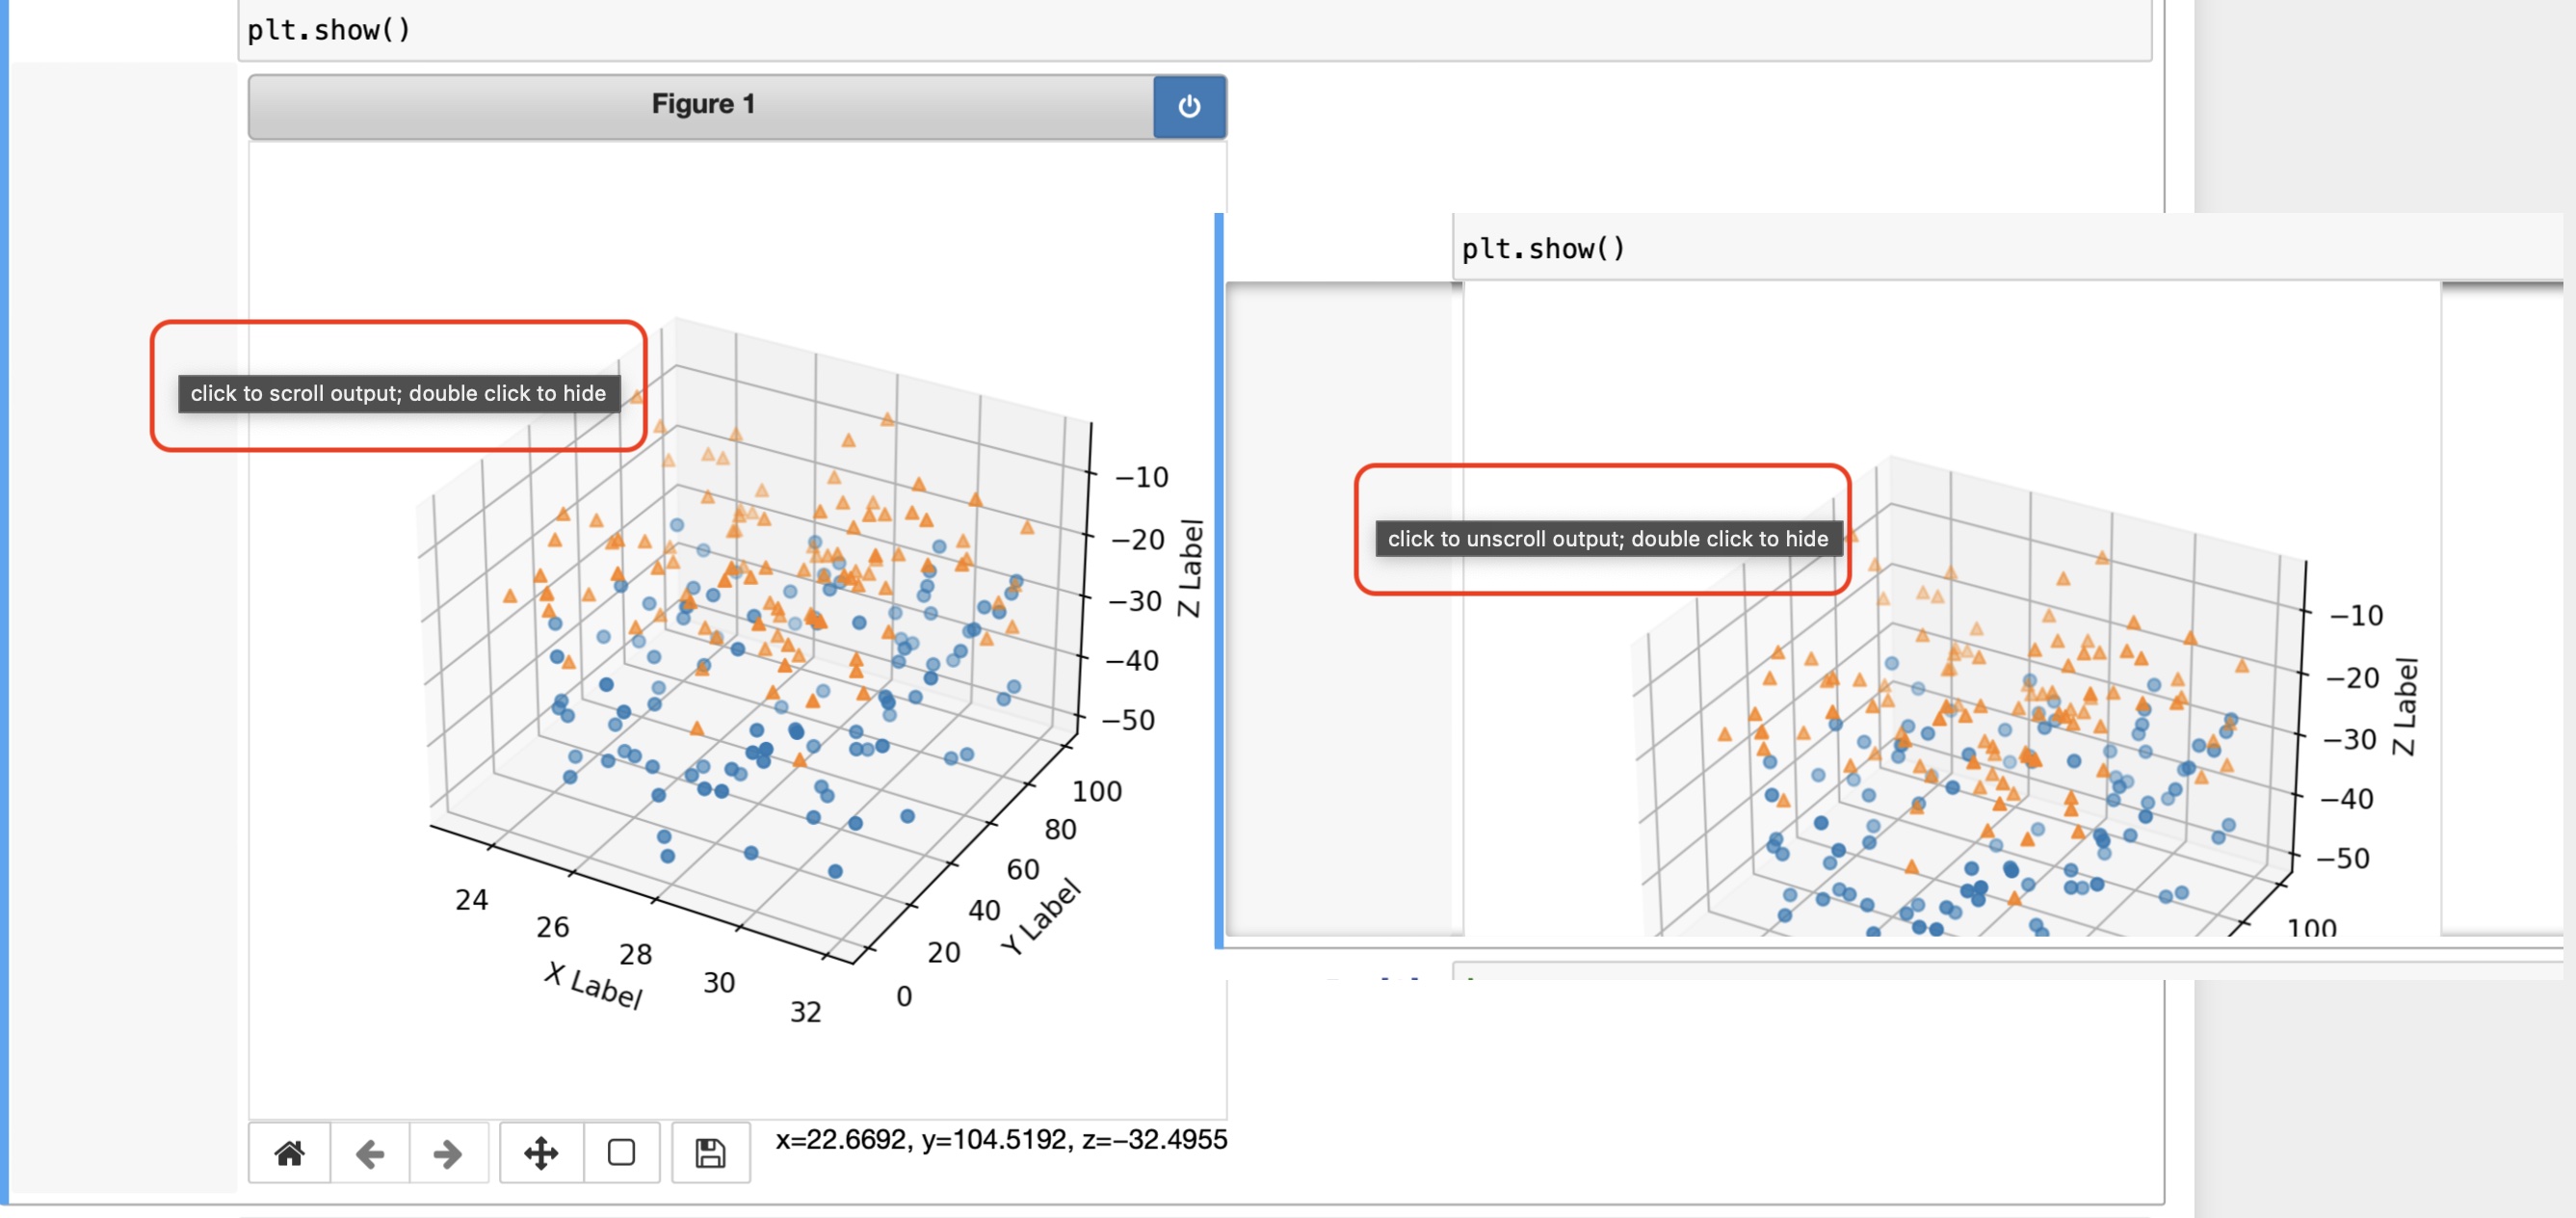 plt.show()
Figure 1
click to scroll output; double click to hide
−10
−20
−30
−40
−50
Z Label
100
80
60
40
20
0
Y Label
24
26
28
30
32
X Label
x=22.6692, y=104.5192, z=−32.4955
plt.show()
click to unscroll output; double click to hide
−10
−20
−30
−40
−50
Z Label
100